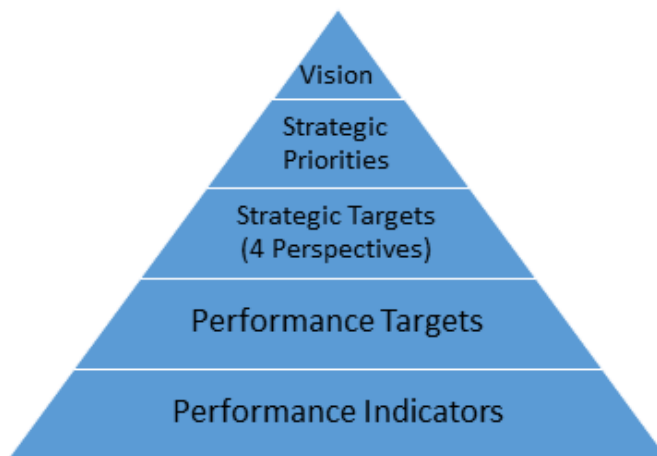 Vision
Strategic
Priorities
Strategic Targets
(4 Perspectives)
Performance Targets
Performance Indicators